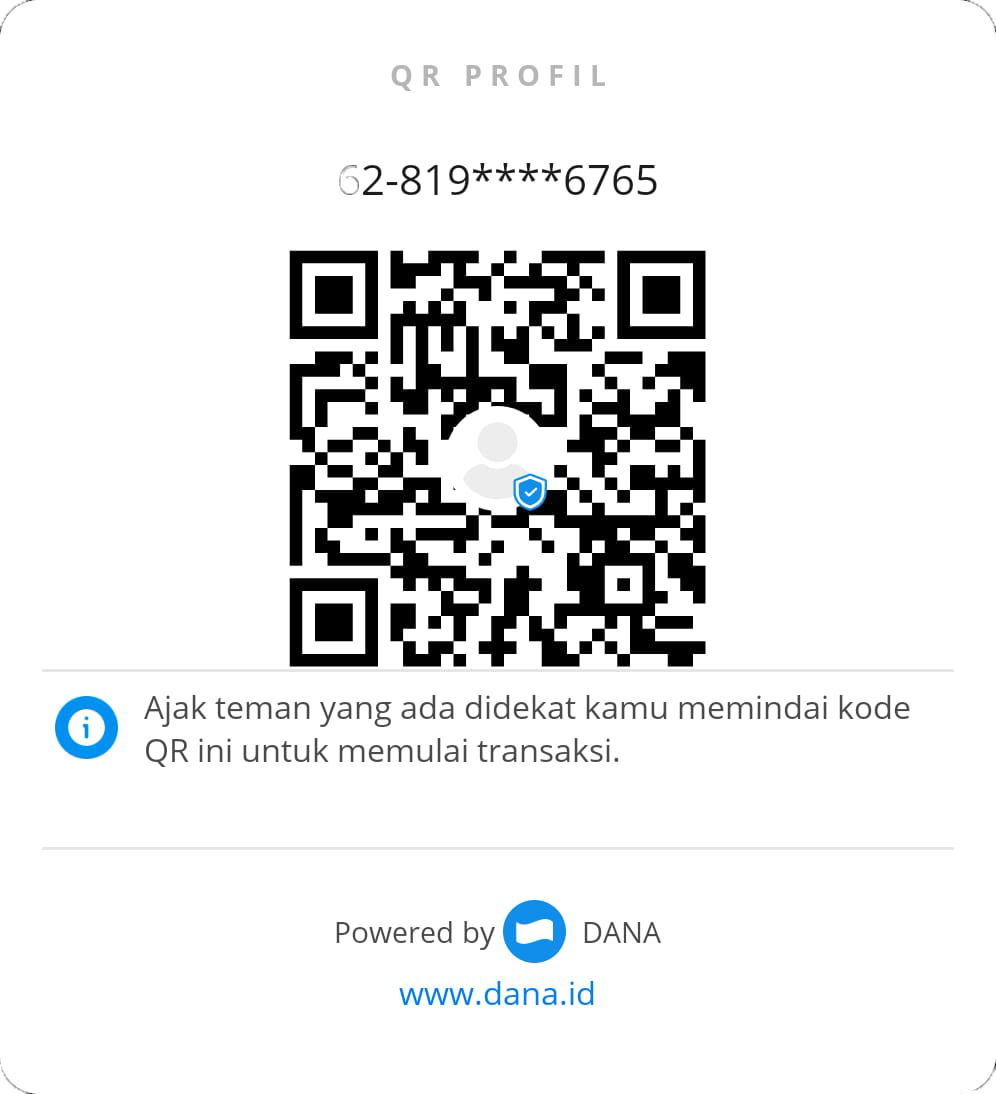 QR PROFIL
62-819****6765
Ajak teman yang ada didekat kamu memindai kode
QR ini untuk memulai transaksi.
Powered by DANA
www.dana.id